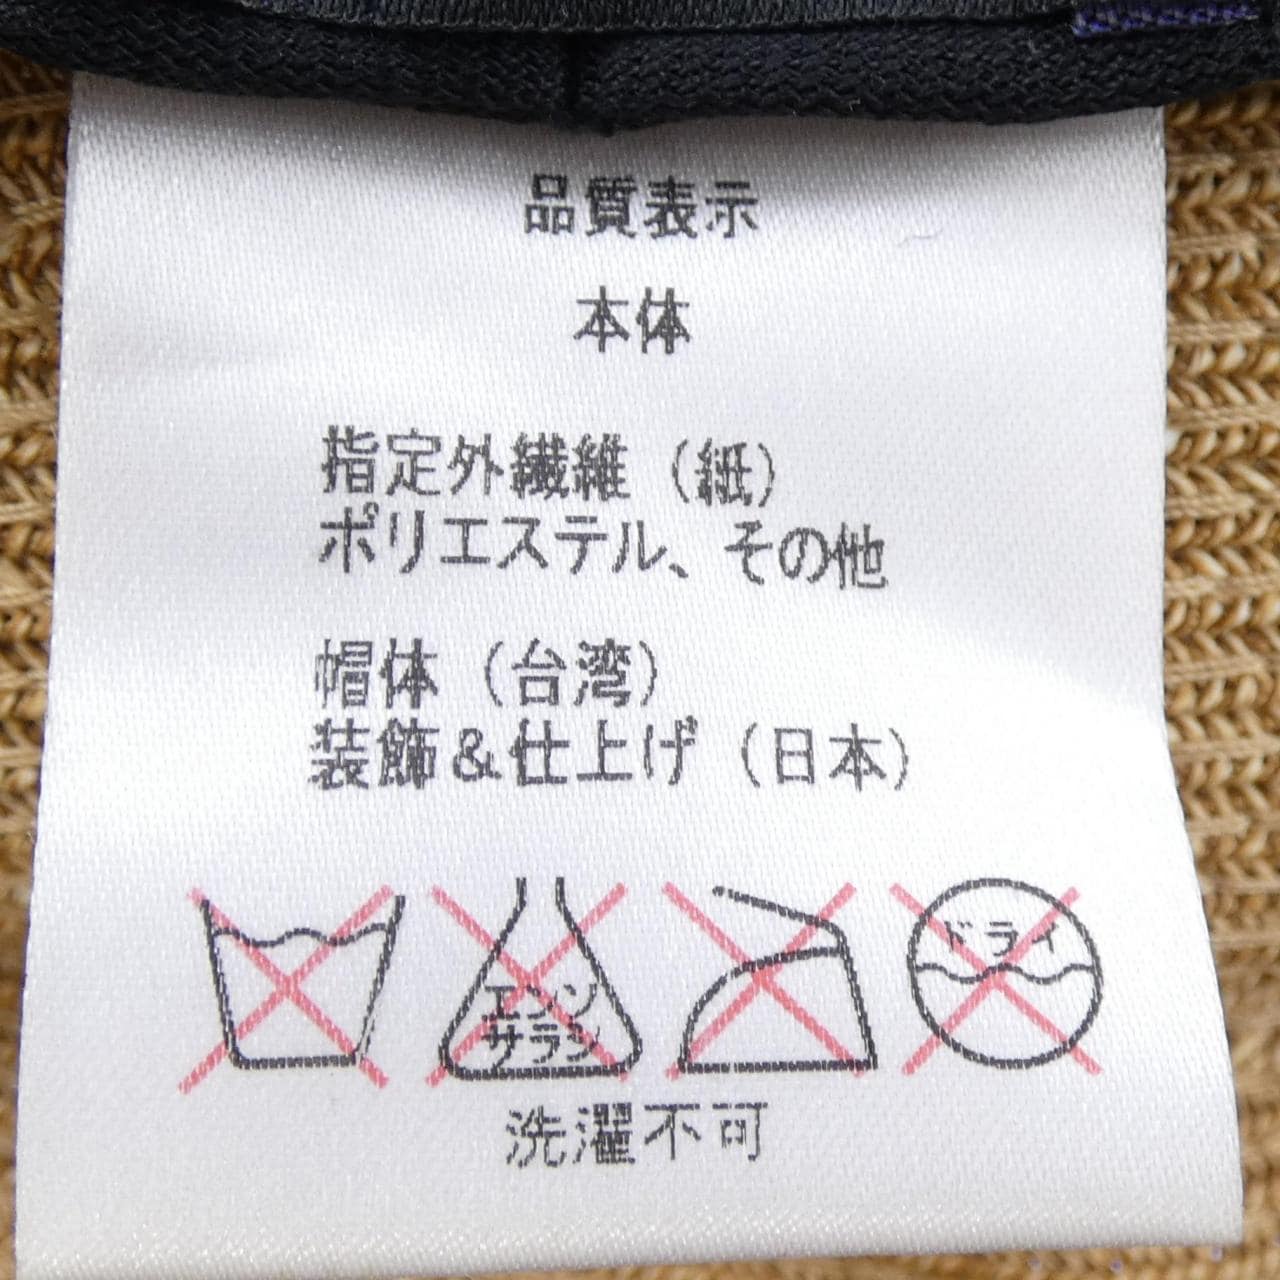 品質表示
本体
指定外繊維（紙）
ポリエステル、その他
帽体（台湾）
装飾＆仕上げ（日本）
エンソ
サラシ
ドライ
洗濯不可